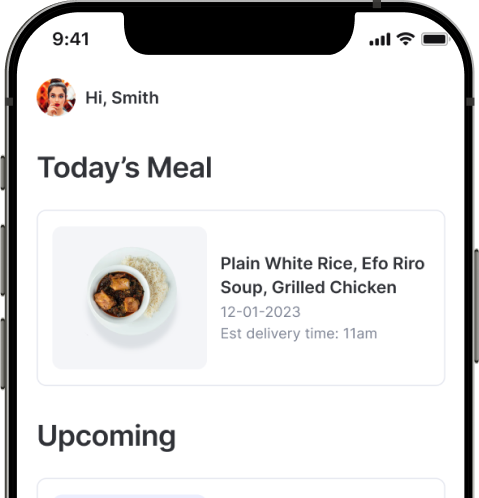 9:41
Hi, Smith
Today’s Meal
Plain White Rice, Efo Riro
Soup, Grilled Chicken
12-01-2023
Est delivery time: 11am
Upcoming